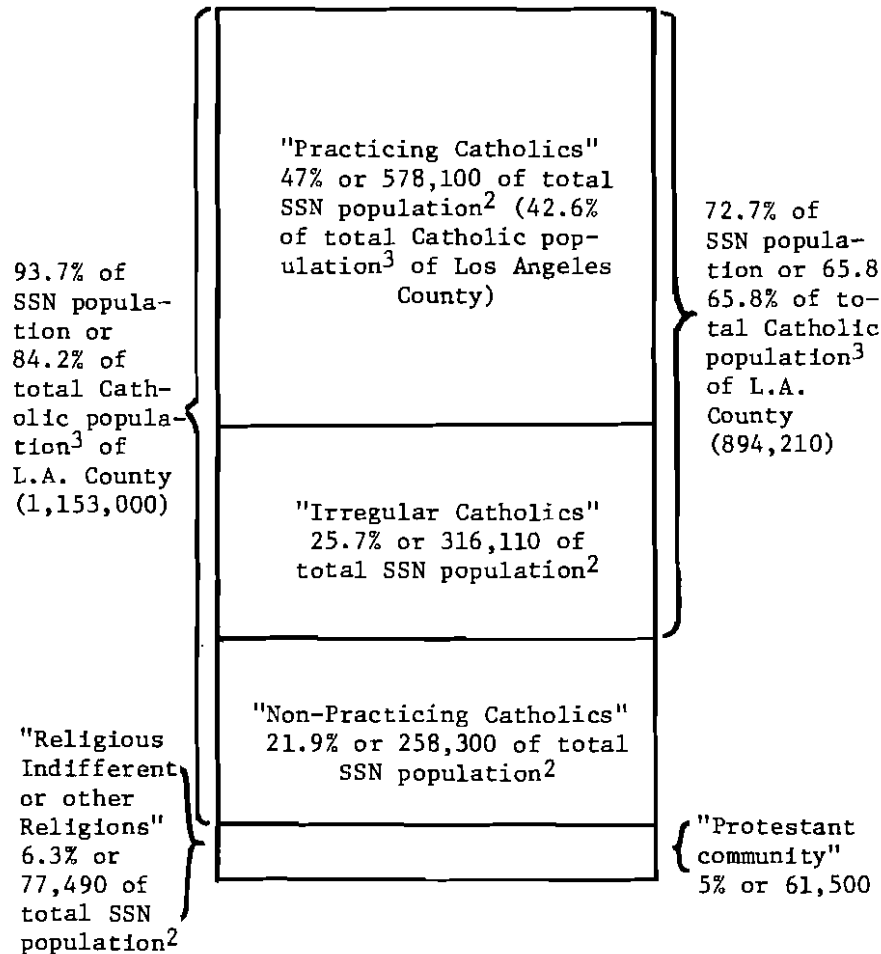 "Practicing Catholics"
47% or 578,100 of total
SSN population2 (42.6%
of total Catholic pop-
ulation3 of Los Angeles
County)
93.7% of
SSN popula-
tion or
84.2% of
total Cath-
olic popula-
tion3 of
L.A. County
(1,153,000)
72.7% of
SSN popula-
tion or 65.8
65.8% of to-
tal Catholic
population3
of L.A.
County
(894,210)
"Irregular Catholics"
25.7% or 316,110 of
total SSN population2
"Non-Practicing Catholics"
21.9% or 258,300 of total
SSN population2
"Religious
Indifferent
or other
Religions"
6.3% or
77,490 of
total SSN
population2
"Protestant
community"
5% or 61,500